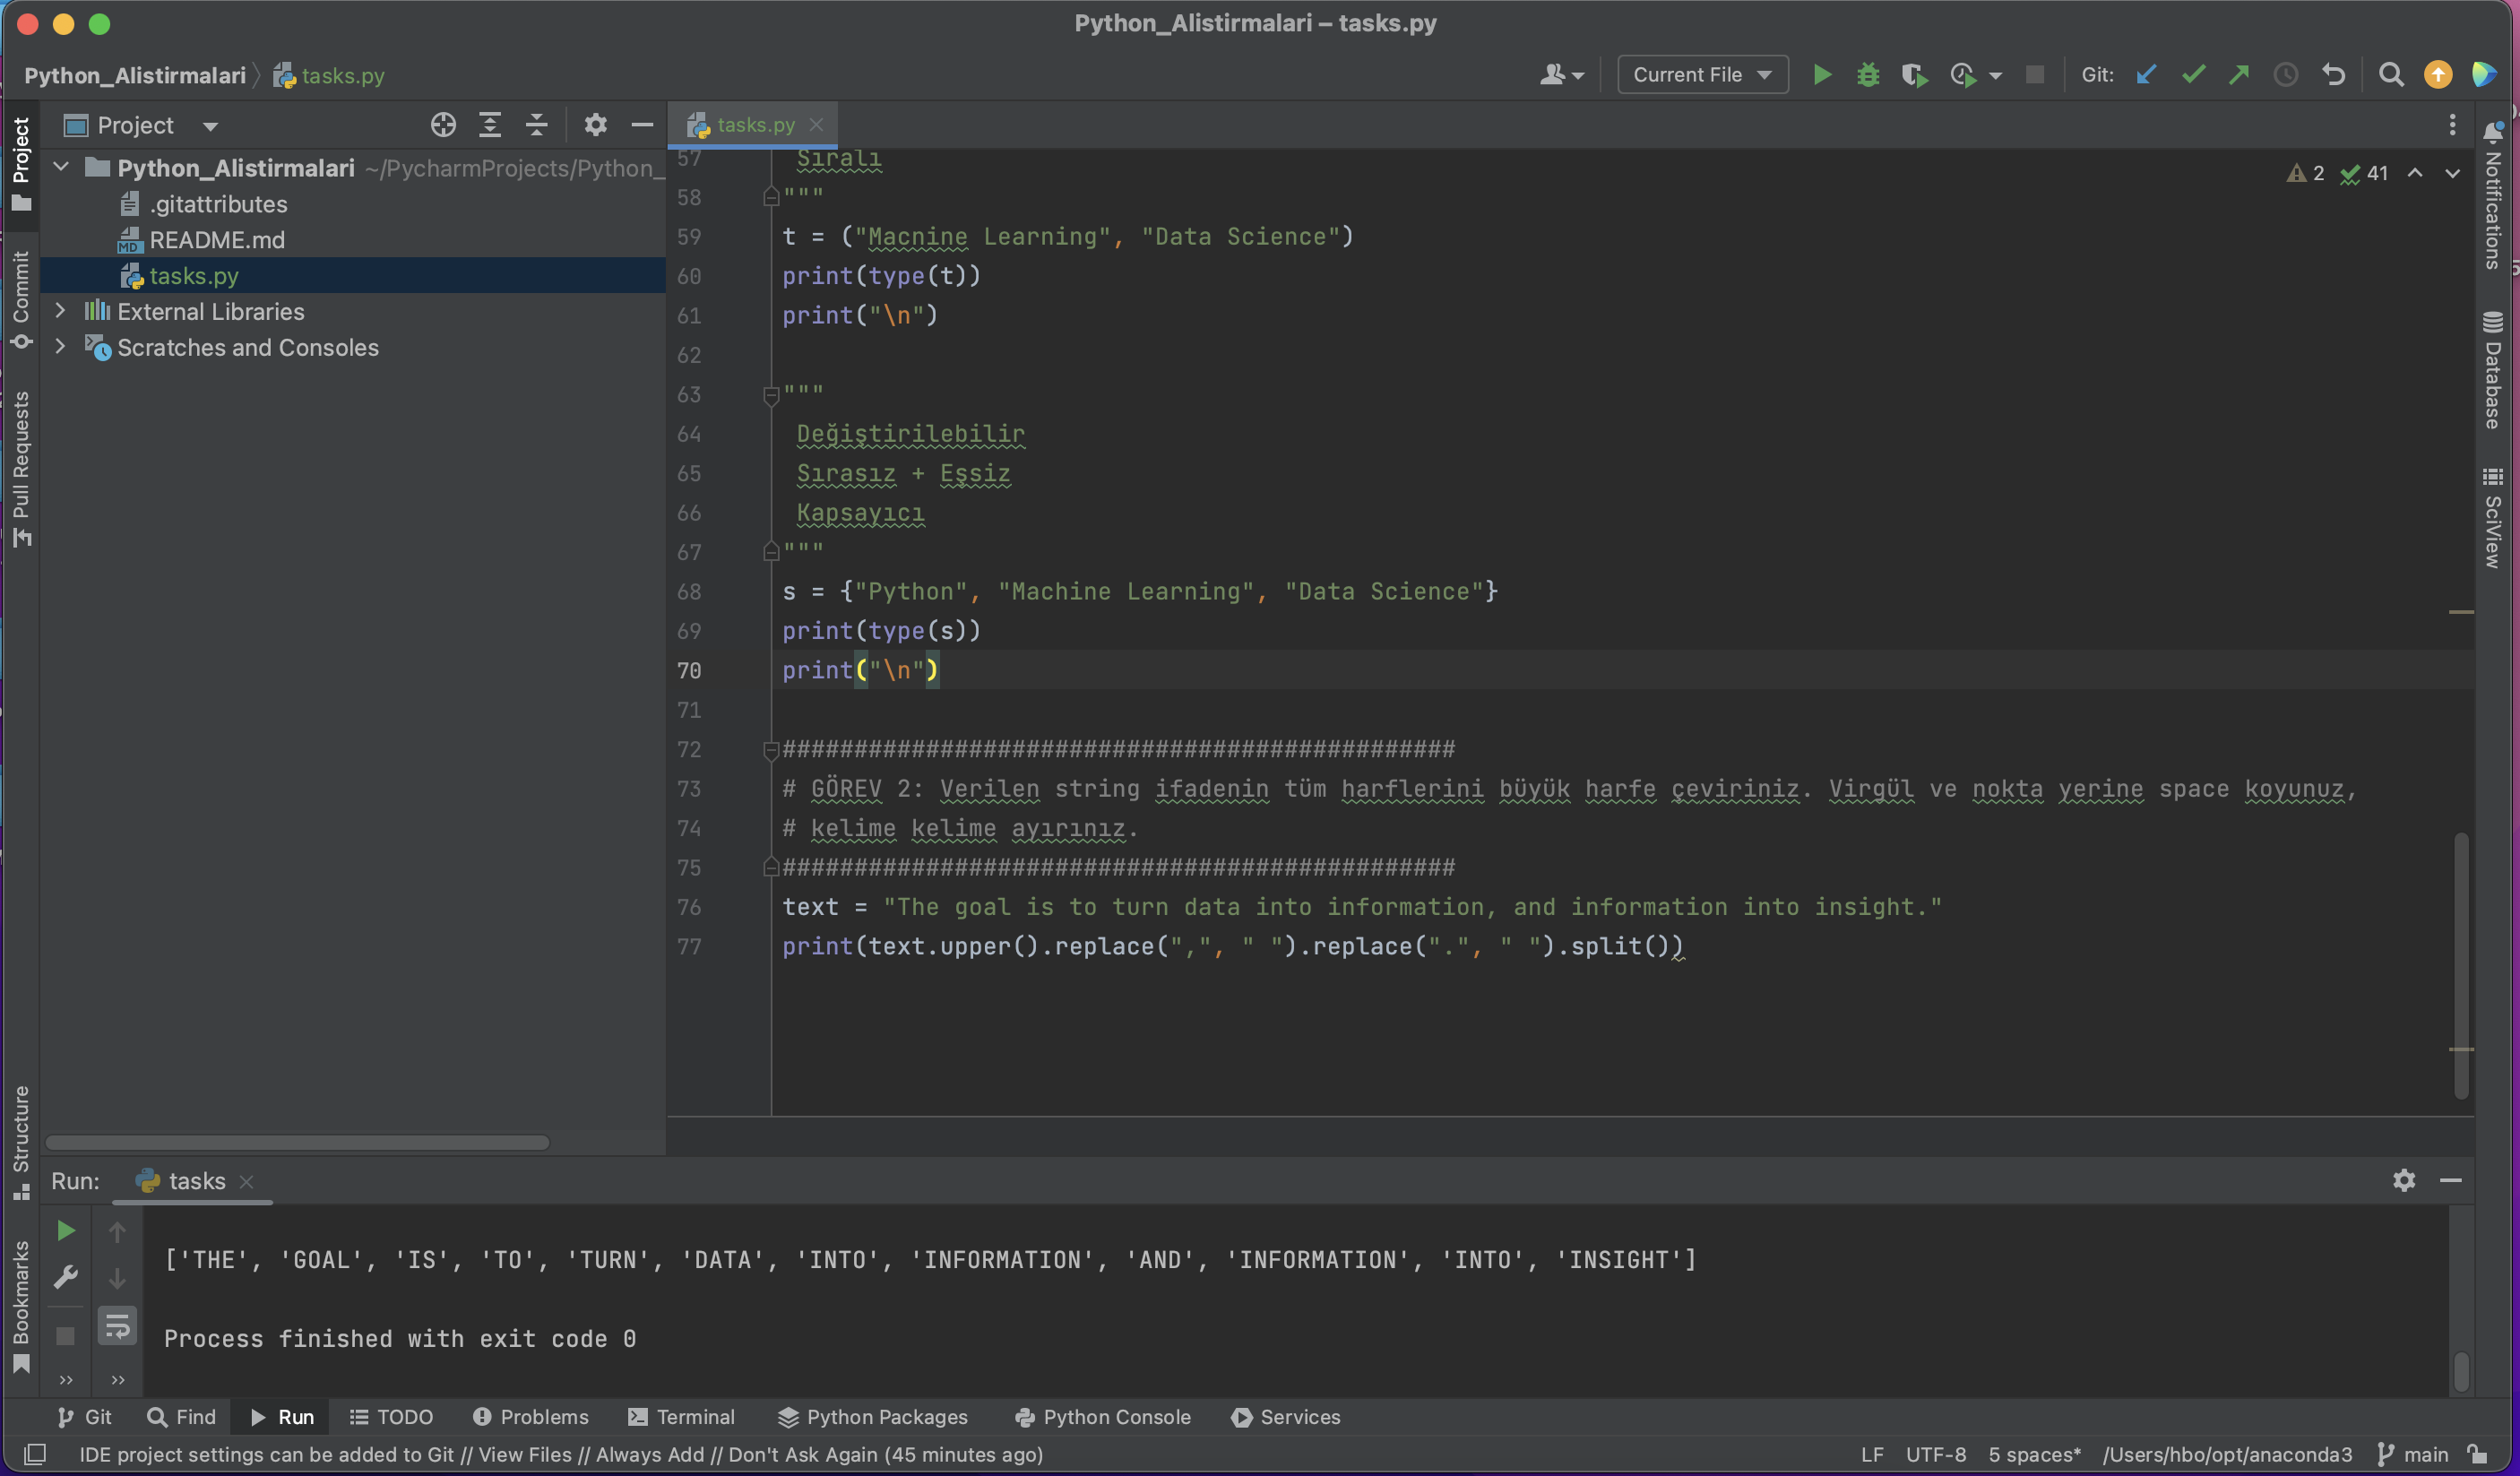 Python_Alistirmalari – tasks.py
Python_Alistirmalari tasks.py
Current File
Git:
Project
Commit
Pull Requests
Structure
Bookmarks
Project
Python_Alistirmalari ~/PycharmProjects/Python_
.gitattributes
MD README.md
tasks.py
External Libraries
Scratches and Consoles
tasks.py
2 41
57 Sıralı
58 """
59 t = ("Macnine Learning", "Data Science")
60 print(type(t))
61 print("\n")
62
63 """
64 Değiştirilebilir
65 Sırasız + Eşsiz
66 Kapsayıcı
67 """
68 s = {"Python", "Machine Learning", "Data Science"}
69 print(type(s))
70 print("\n")
71
72 ###############################################
73 # GÖREV 2: Verilen string ifadenin tüm harflerini büyük harfe çeviriniz. Virgül ve nokta yerine space koyunuz,
74 # kelime kelime ayırınız.
75 ###############################################
76 text = "The goal is to turn data into information, and information into insight."
77 print(text.upper().replace(",", " ").replace(".", " ").split())
Notifications
Database
SciView
Run: tasks
['THE', 'GOAL', 'IS', 'TO', 'TURN', 'DATA', 'INTO', 'INFORMATION', 'AND', 'INFORMATION', 'INTO', 'INSIGHT']
Process finished with exit code 0
Git Find Run TODO Problems Terminal Python Packages Python Console Services
IDE project settings can be added to Git // View Files // Always Add // Don't Ask Again (45 minutes ago)
LF UTF-8 5 spaces* /Users/hbo/opt/anaconda3 main